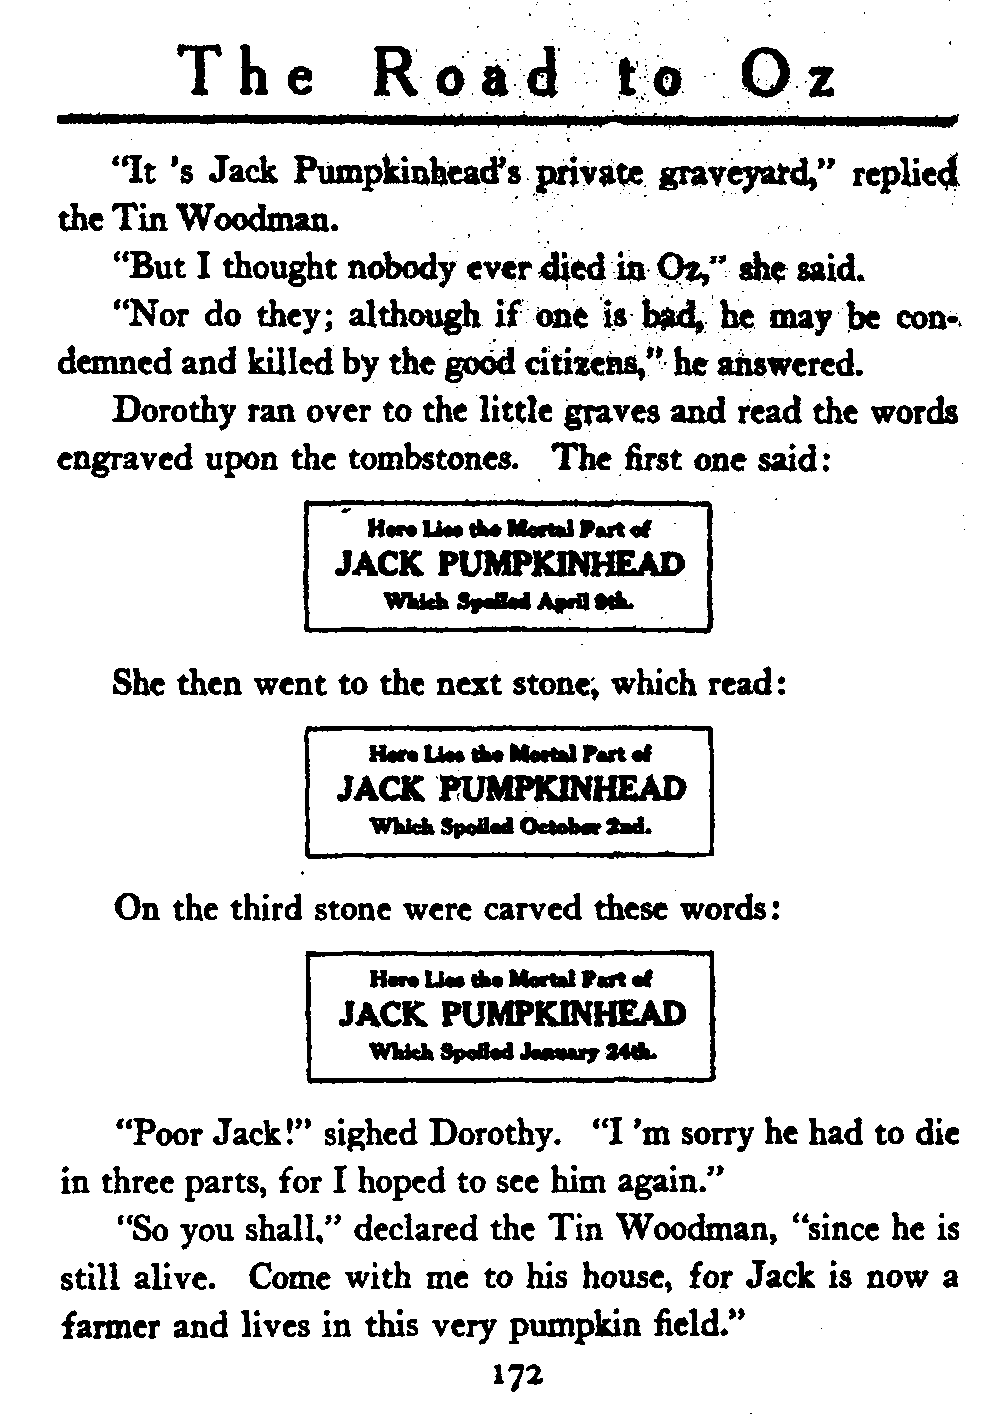 The Road to Oz
“It 's Jack Pumpkinhead's private graveyard,” replied
the Tin Woodman.
“But I thought nobody ever died in Oz,” she said.
“Nor do they; although if one is bad, he may be con-
demned and killed by the good citizens,” he answered.
Dorothy ran over to the little graves and read the words
engraved upon the tombstones. The first one said:
Here Lies the Mortal Part of
JACK PUMPKINHEAD
Which Spoiled April 9th.
She then went to the next stone, which read:
Here Lies the Mortal Part of
JACK PUMPKINHEAD
Which Spoiled October 2nd.
On the third stone were carved these words:
Here Lies the Mortal Part of
JACK PUMPKINHEAD
Which Spoiled January 24th.
“Poor Jack!” sighed Dorothy. “I 'm sorry he had to die
in three parts, for I hoped to see him again.”
“So you shall,” declared the Tin Woodman, “since he is
still alive. Come with me to his house, for Jack is now a
farmer and lives in this very pumpkin field.”
172